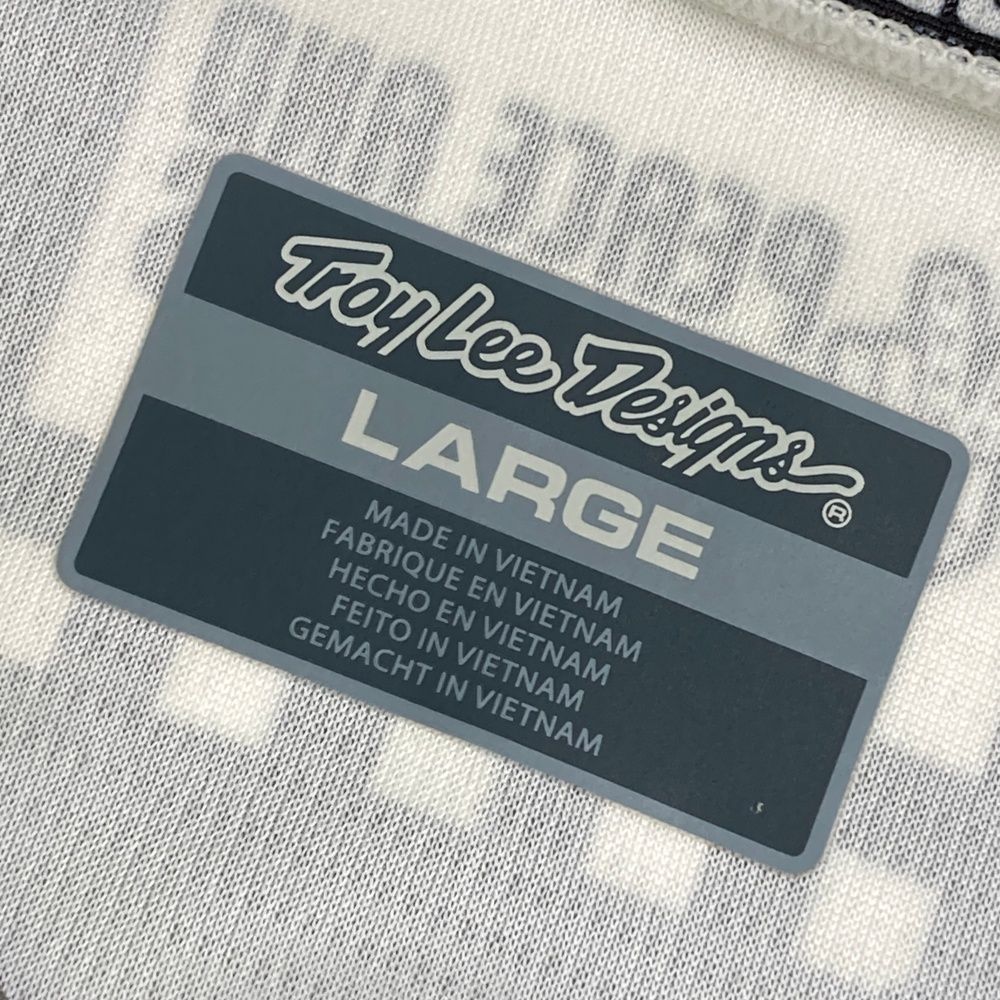 Troy Lee Designs®
LARGE
MADE IN VIETNAM
FABRIQUE EN VIETNAM
HECHO EN VIETNAM
FEITO IN VIETNAM
GEMACHT IN VIETNAM